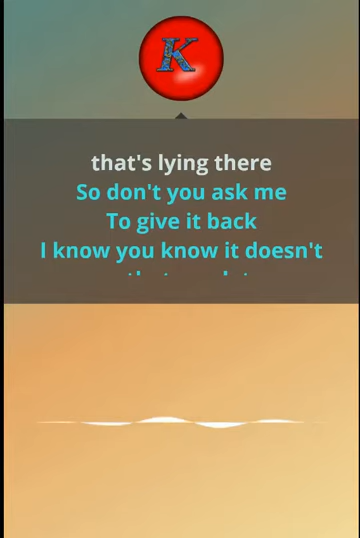 K
that's lying there
So don't you ask me
To give it back
I know you know it doesn't